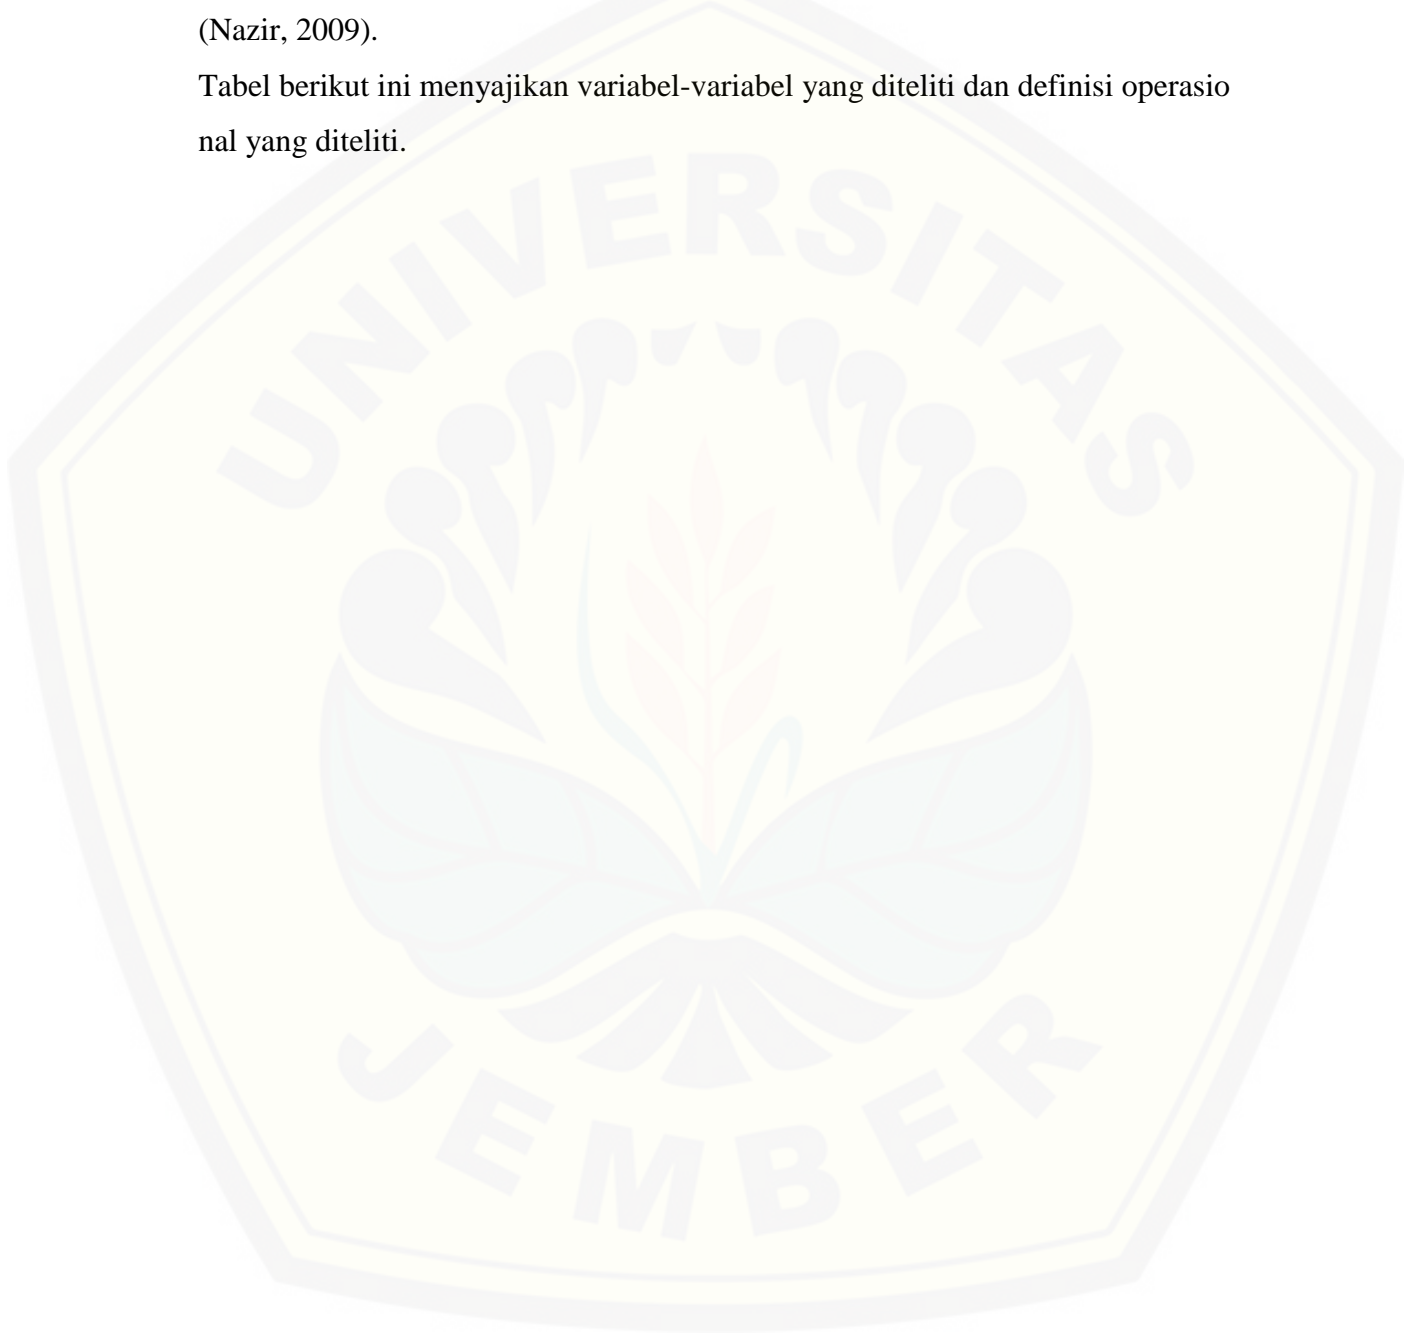 (Nazir, 2009).
Tabel berikut ini menyajikan variabel-variabel yang diteliti dan definisi operasio
nal yang diteliti.
UNIVERSITAS
JEMBER